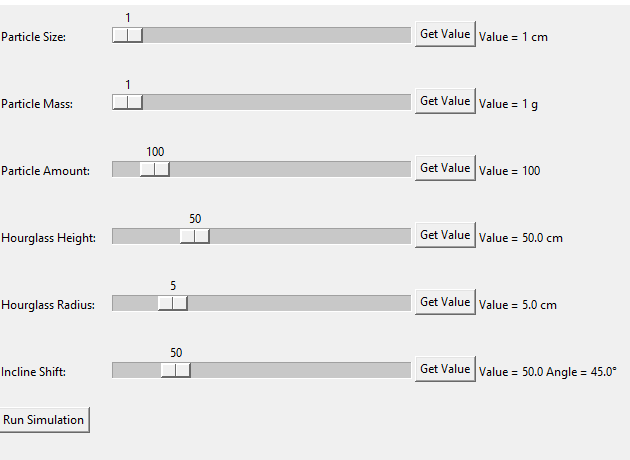 1
Particle Size: Get Value Value = 1 cm
1
Particle Mass: Get Value Value = 1 g
100
Particle Amount: Get Value Value = 100
50
Hourglass Height: Get Value Value = 50.0 cm
5
Hourglass Radius: Get Value Value = 5.0 cm
50
Incline Shift: Get Value Value = 50.0 Angle = 45.0°
Run Simulation